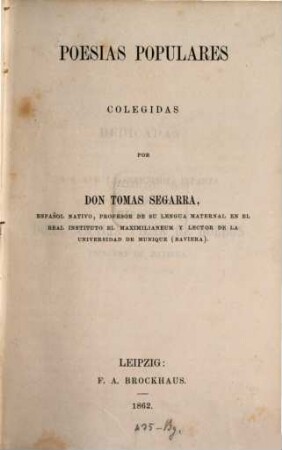 POESIAS POPULARES
COLEGIDAS
POR
DON TOMAS SEGARRA,
ESPAÑOL NATIVO, PROFESOR DE SU LENGUA MATERNAL EN EL
REAL INSTITUTO EL MAXIMILIANEUM Y LECTOR DE LA
UNIVERSIDAD DE MUNIQUE (BAVIERA).
LEIPZIG:
F. A. BROCKHAUS.
1862.